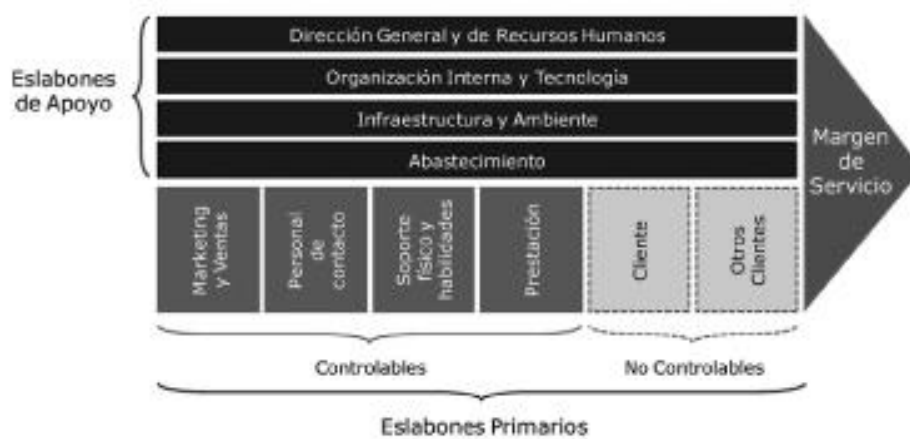 Dirección General y de Recursos Humanos
Organización Interna y Tecnología
Infraestructura y Ambiente
Abastecimiento
Eslabones
de Apoyo
Margen
de
Servicio
Marketing
y Ventas
Personal
de
contacto
Soporte
físico y
habilidades
Prestación
Cliente
Otros
Clientes
Controlables
No Controlables
Eslabones Primarios